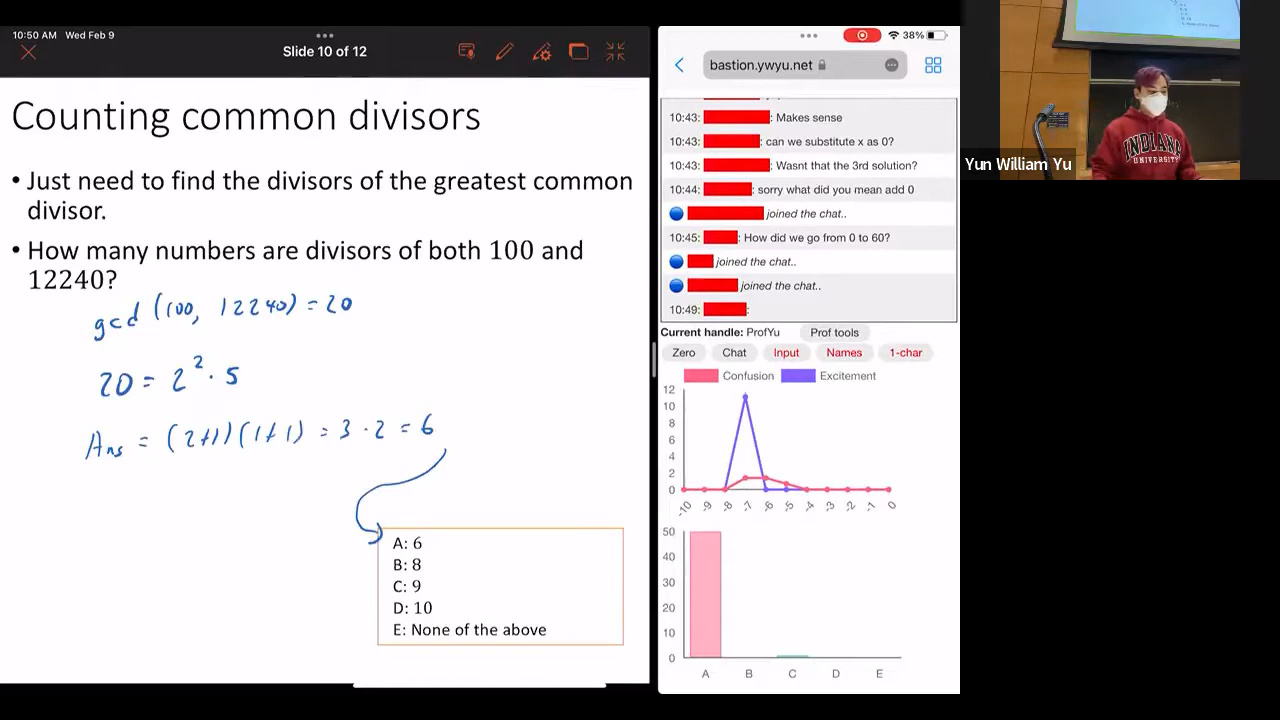 10:50 AM Wed Feb 9
Slide 10 of 12
Counting common divisors
• Just need to find the divisors of the greatest common
divisor.
• How many numbers are divisors of both 100 and
12240?
gcd (100, 12240) = 20
20 = 2² · 5
Ans = (2+1)(1+1) = 3 · 2 = 6
A: 6
B: 8
C: 9
D: 10
E: None of the above
38%
bastion.ywyu.net
10:43: : Makes sense
10:43: : can we substitute x as 0?
10:43: : Wasnt that the 3rd solution?
10:44: : sorry what did you mean add 0
joined the chat..
10:45: : How did we go from 0 to 60?
joined the chat..
joined the chat..
10:49: :
Current handle: ProfYu Prof tools
Zero Chat Input Names 1-char
Confusion Excitement
12
10
8
6
4
2
0
-10 -9 -8 -7 -6 -5 -4 -3 -2 -1 0
50
40
30
20
10
0
A B C D E
INDIANA
UNIVERSITY
Yun William Yu